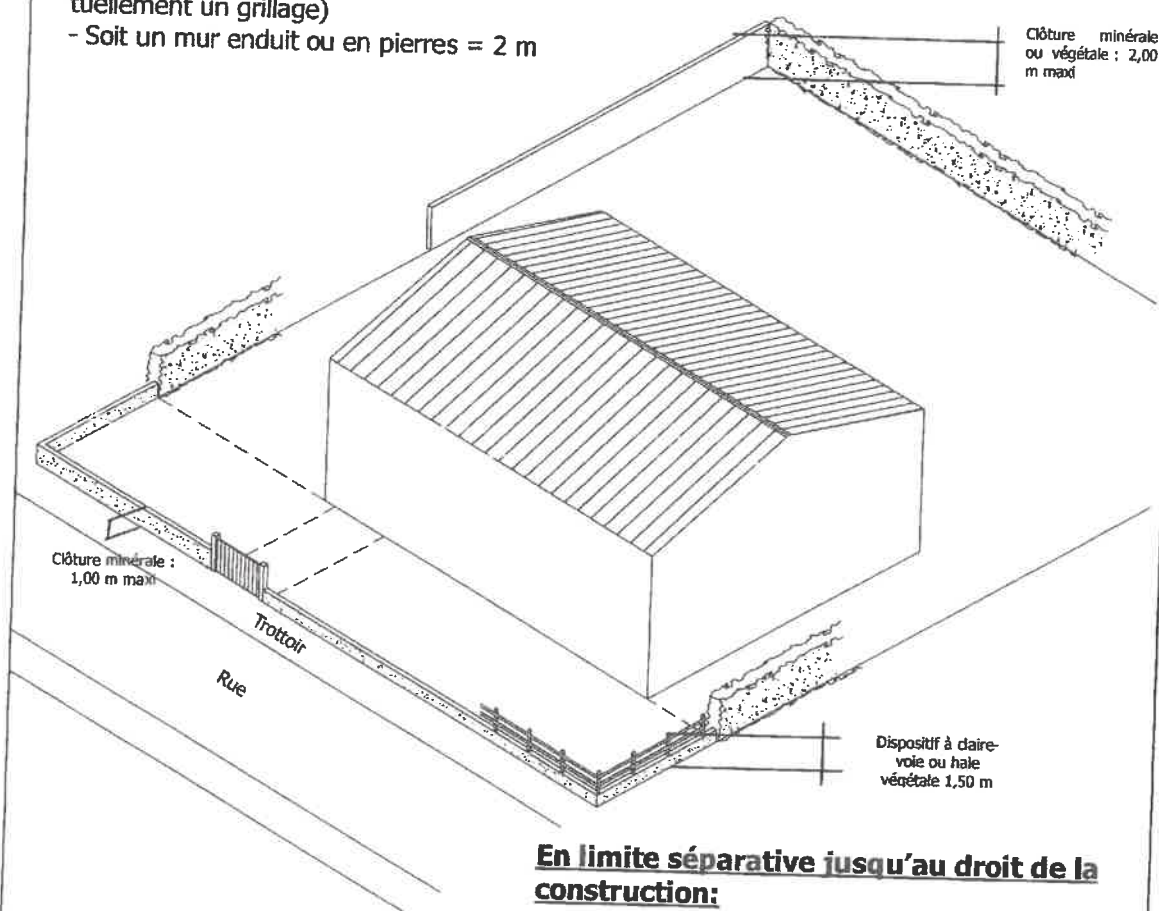 tuellement un grillage)
- Soit un mur enduit ou en pierres = 2 m
Clôture minérale
ou végétale : 2,00
m maxi
Clôture minérale :
1,00 m maxi
Trottoir
Rue
Dispositif à claire-
voie ou haie
végétale 1,50 m
En limite séparative jusqu'au droit de la
construction: